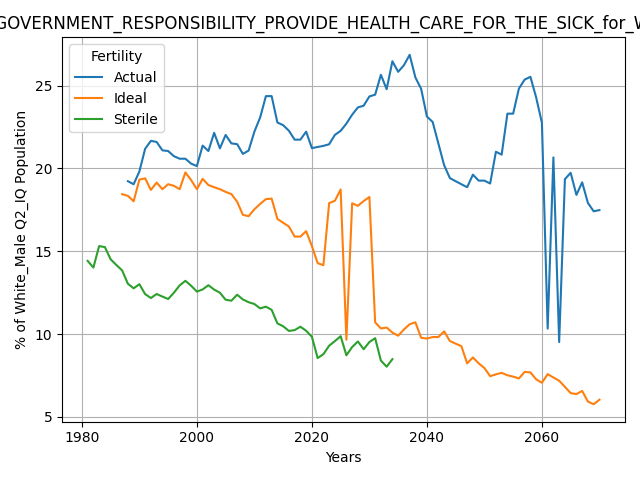 GOVERNMENT_RESPONSIBILITY_PROVIDE_HEALTH_CARE_FOR_THE_SICK_for_W
Fertility
Actual
Ideal
Sterile
% of White_Male Q2_IQ Population
25
20
15
10
5
1980 2000 2020 2040 2060
Years